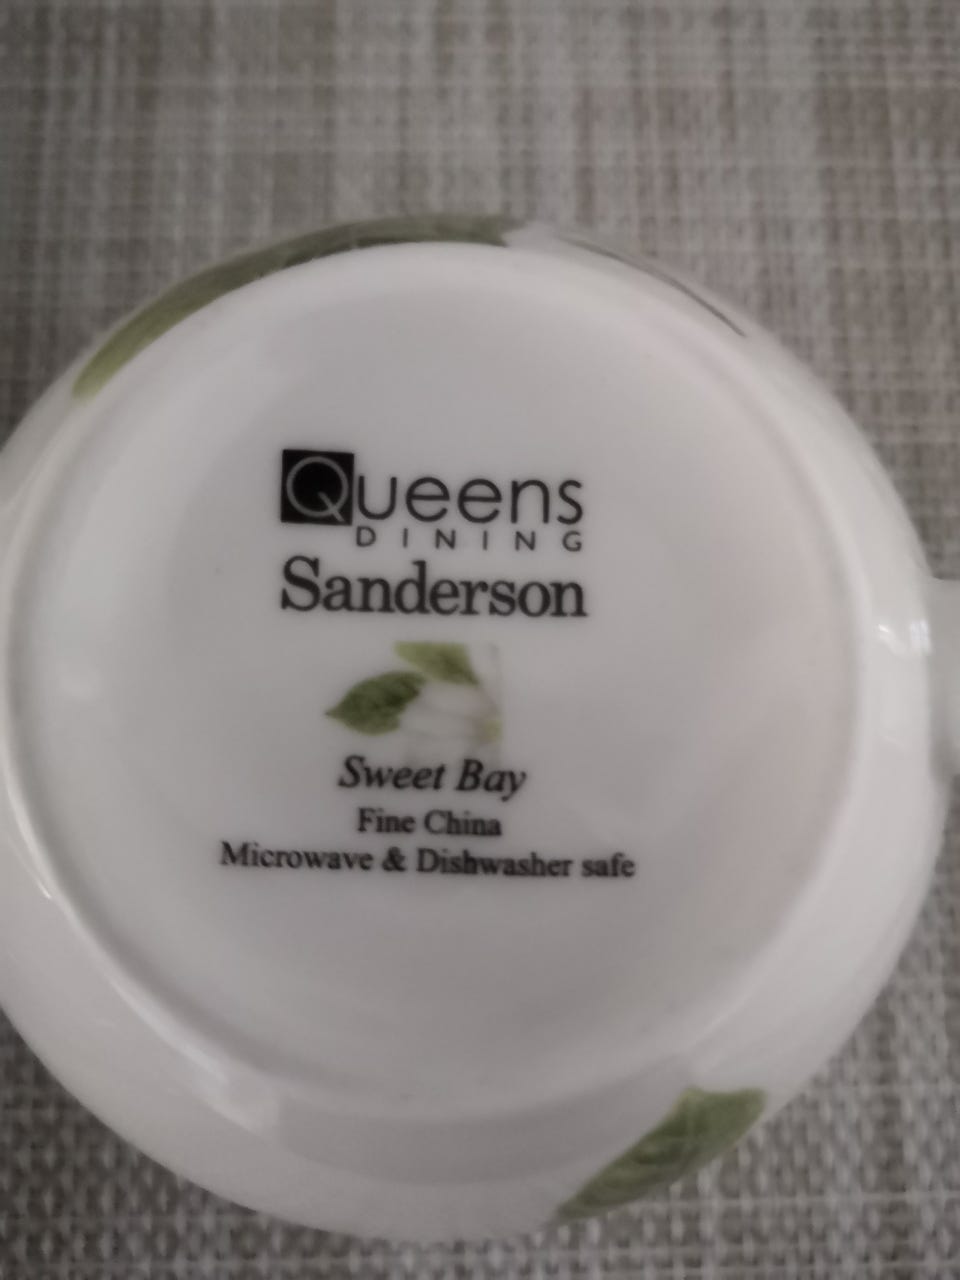 Queens
DINING
Sanderson
Sweet Bay
Fine China
Microwave & Dishwasher safe